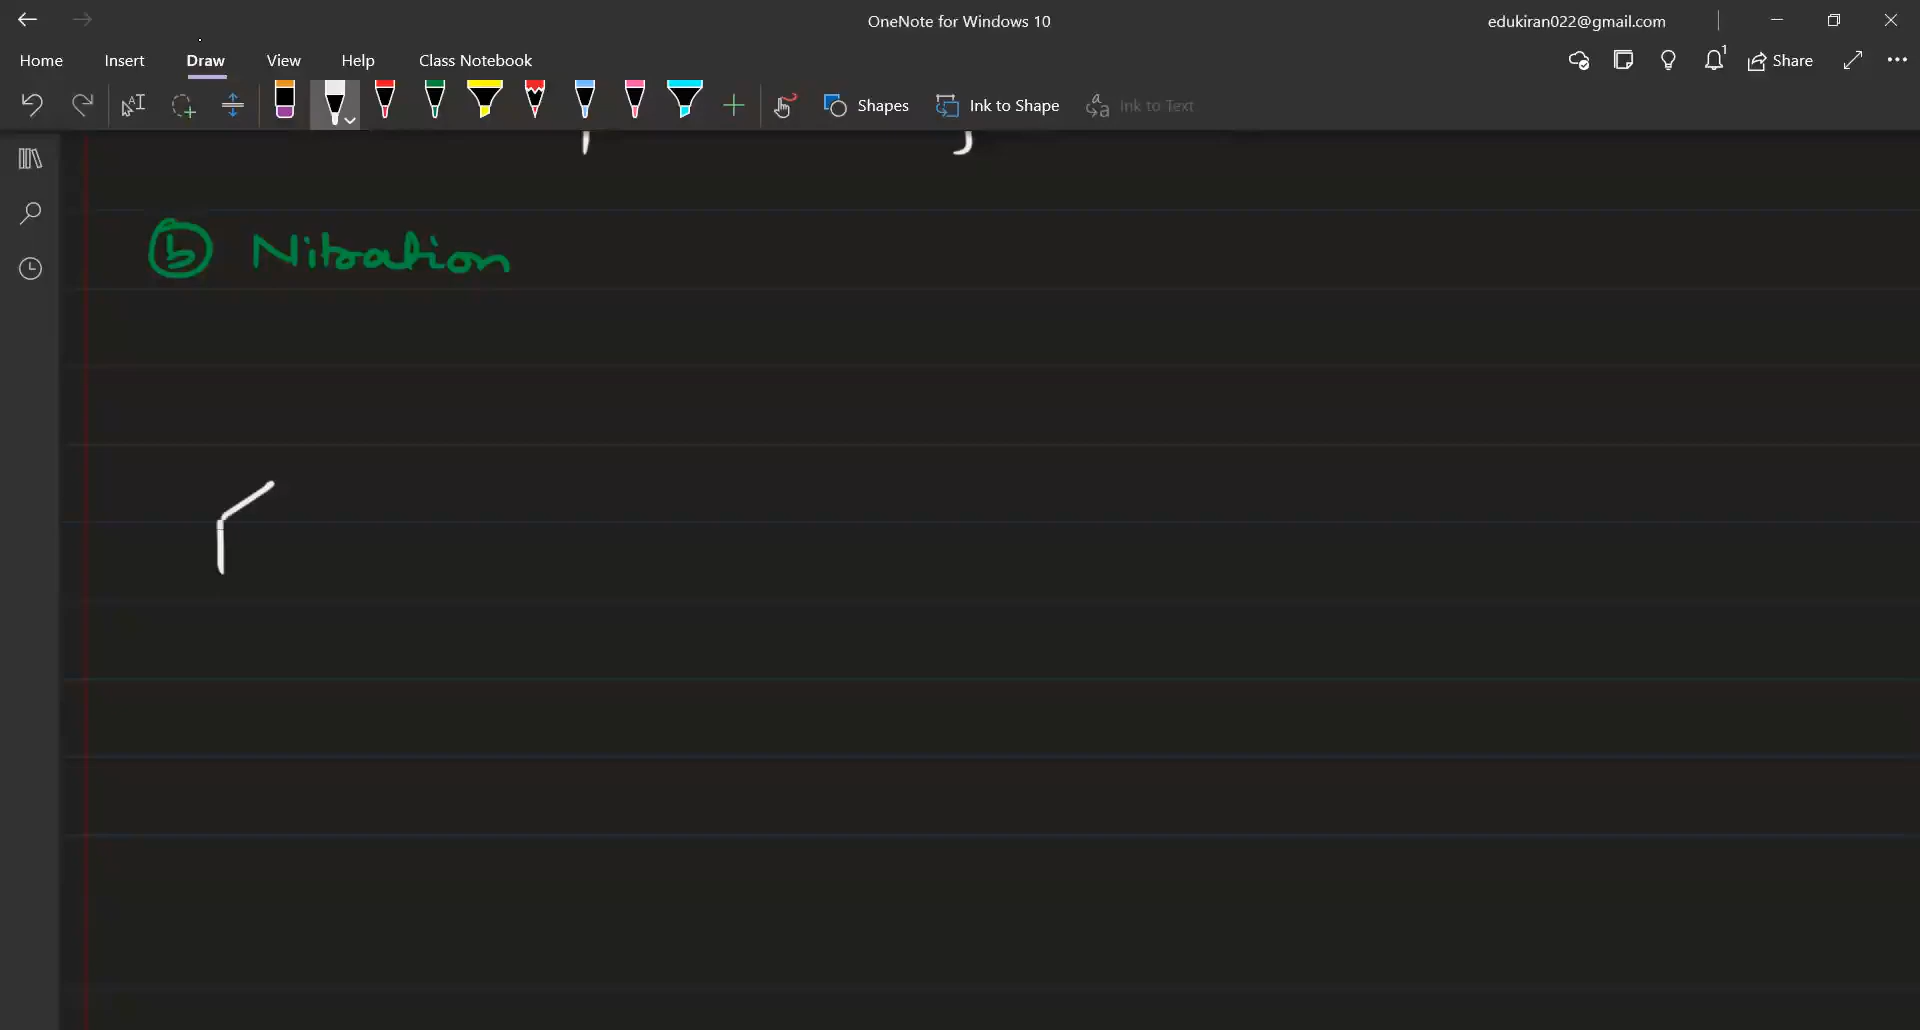 OneNote for Windows 10
edukiran022@gmail.com
Home Insert Draw View Help Class Notebook
1
Share
Shapes Ink to Shape Ink to Text
b Nitration